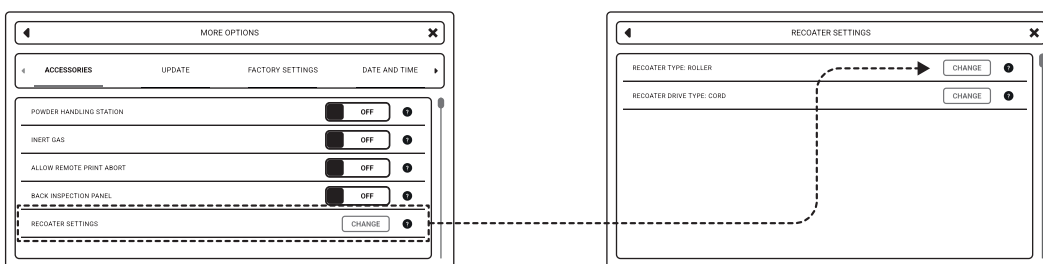 MORE OPTIONS
ACCESSORIES UPDATE FACTORY SETTINGS DATE AND TIME
POWDER HANDLING STATION OFF ?
INERT GAS OFF ?
ALLOW REMOTE PRINT ABORT OFF ?
BACK INSPECTION PANEL OFF ?
RECOATER SETTINGS CHANGE ?
RECOATER SETTINGS
RECOATER TYPE: ROLLER CHANGE ?
RECOATER DRIVE TYPE: CORD CHANGE ?